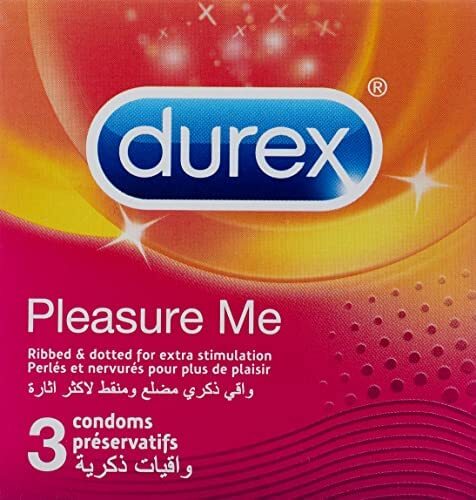 durex®
Pleasure Me
Ribbed & dotted for extra stimulation
Perlés et nervurés pour plus de plaisir
واقي ذكري مضلع ومنقط لاكثر اثارة
3 condoms
préservatifs
واقيات ذكرية